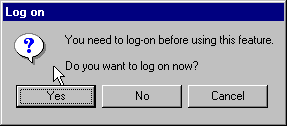 Log on
You need to log-on before using this feature.
Do you want to log on now?
Yes
No
Cancel